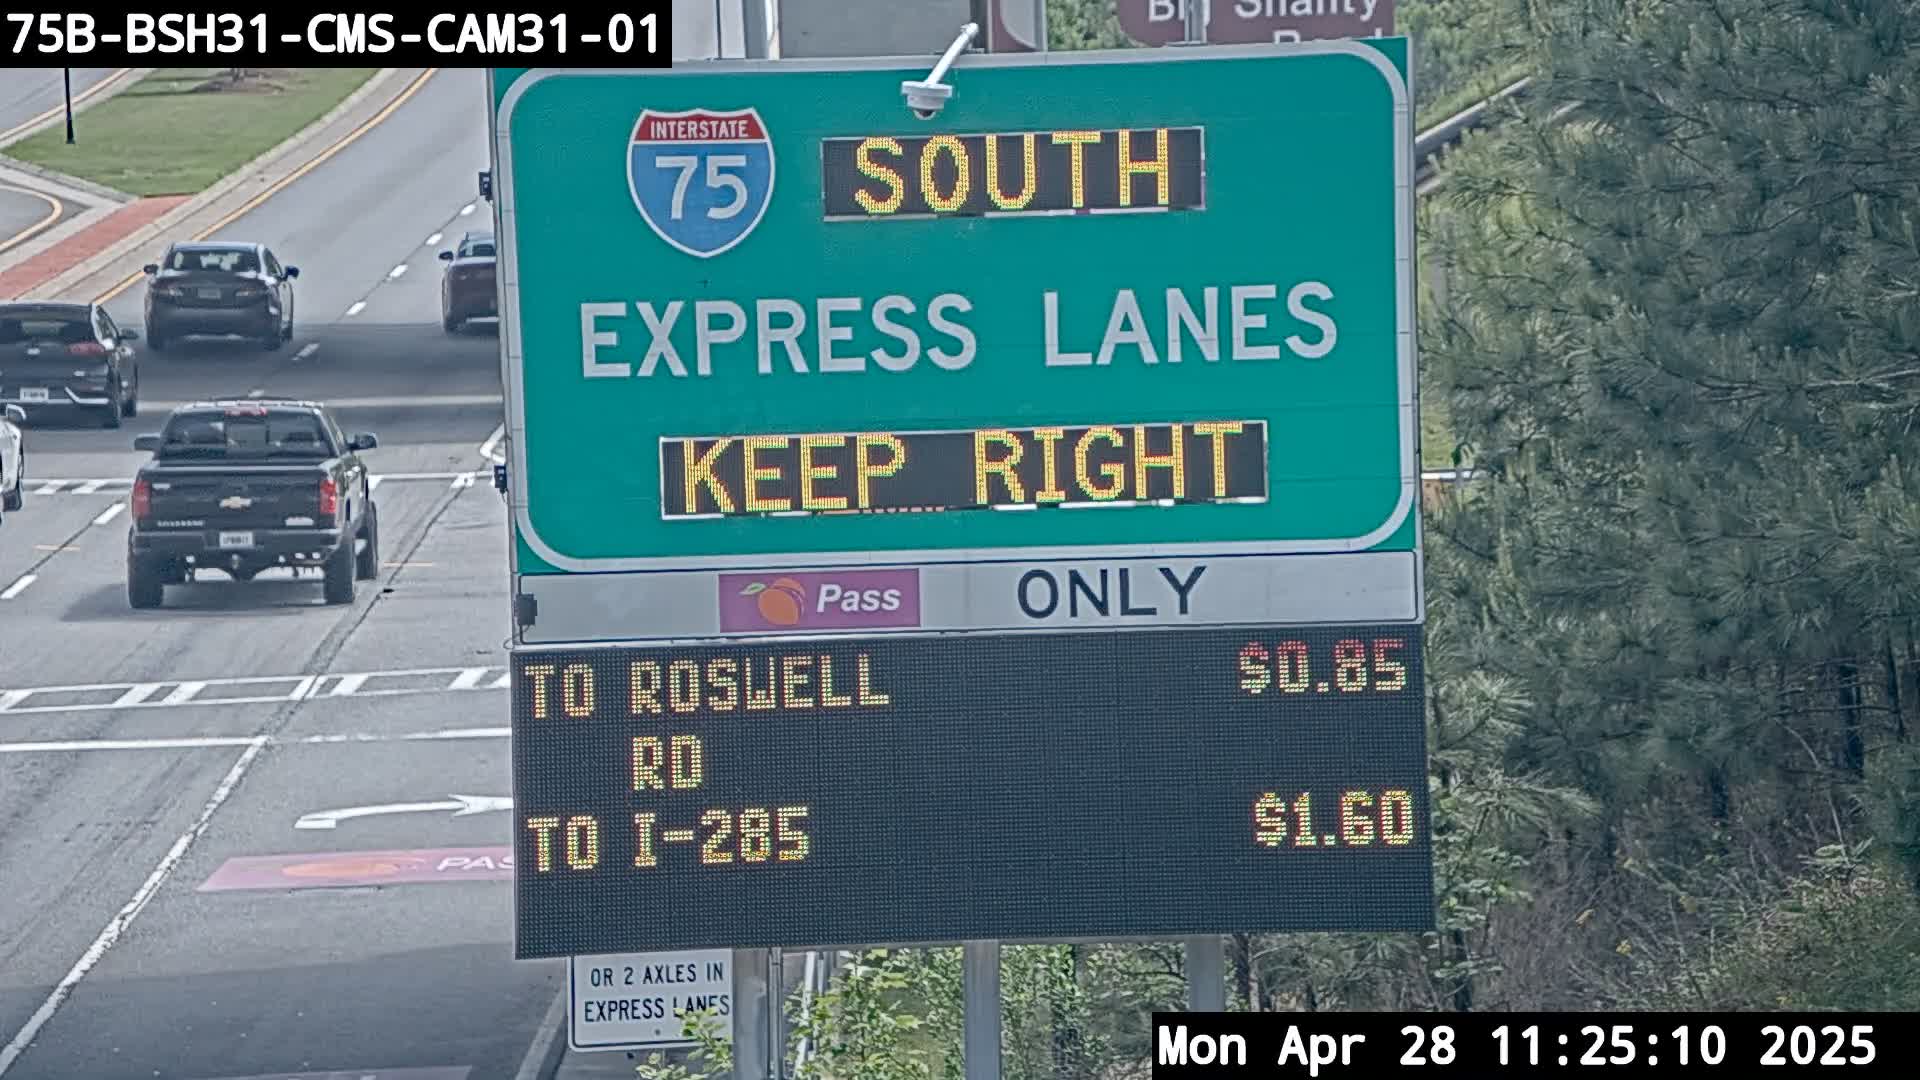 75B-BSH31-CMS-CAM31-01
Shanty
INTERSTATE
75
SOUTH
EXPRESS LANES
KEEP RIGHT
Pass ONLY
TO ROSWELL $0.85
RD
TO I-285 $1.60
OR 2 AXLES IN
EXPRESS LANES
Mon Apr 28 11:25:10 2025